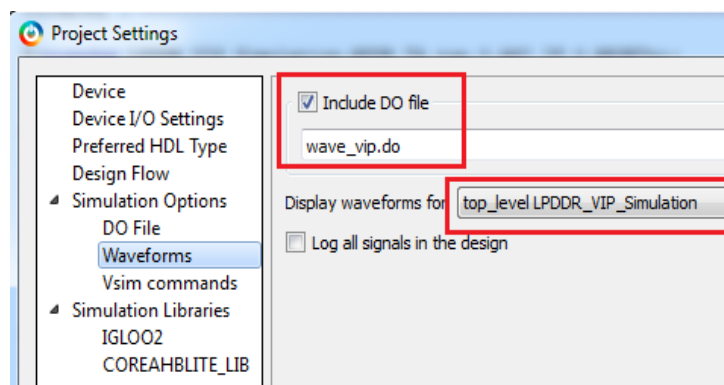 Project Settings
Device
Device I/O Settings
Preferred HDL Type
Design Flow
Simulation Options
DO File
Waveforms
Vsim commands
Simulation Libraries
IGLOO2
COREAHBLITE_LIB
Include DO file
wave_vip.do
Display waveforms for top_level LPDDR_VIP_Simulation
Log all signals in the design